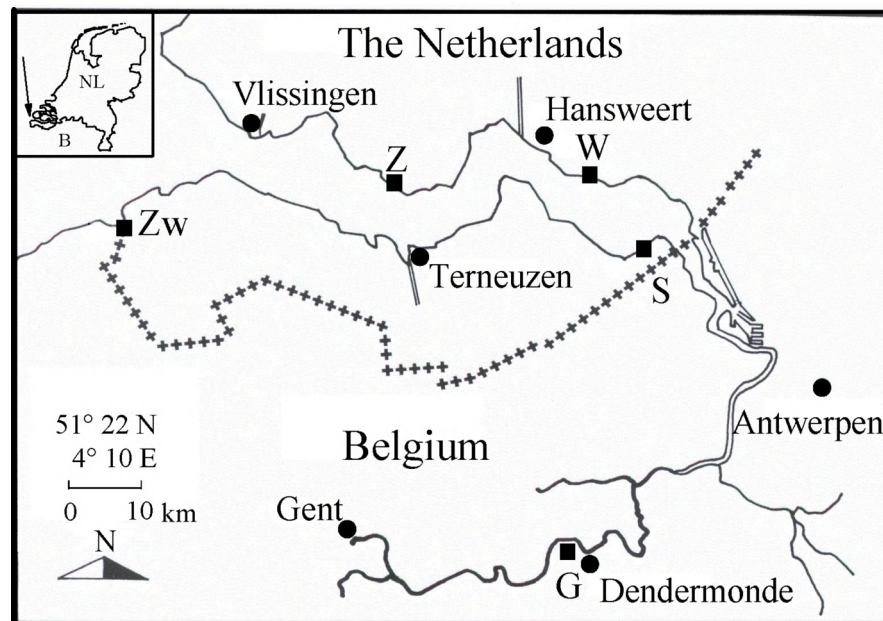 The Netherlands
NL
B
Vlissingen
Hansweert
Z
W
Zw
Terneuzen
S
51° 22 N
4° 10 E
0 10 km
N
Belgium
Antwerpen
Gent
G
Dendermonde